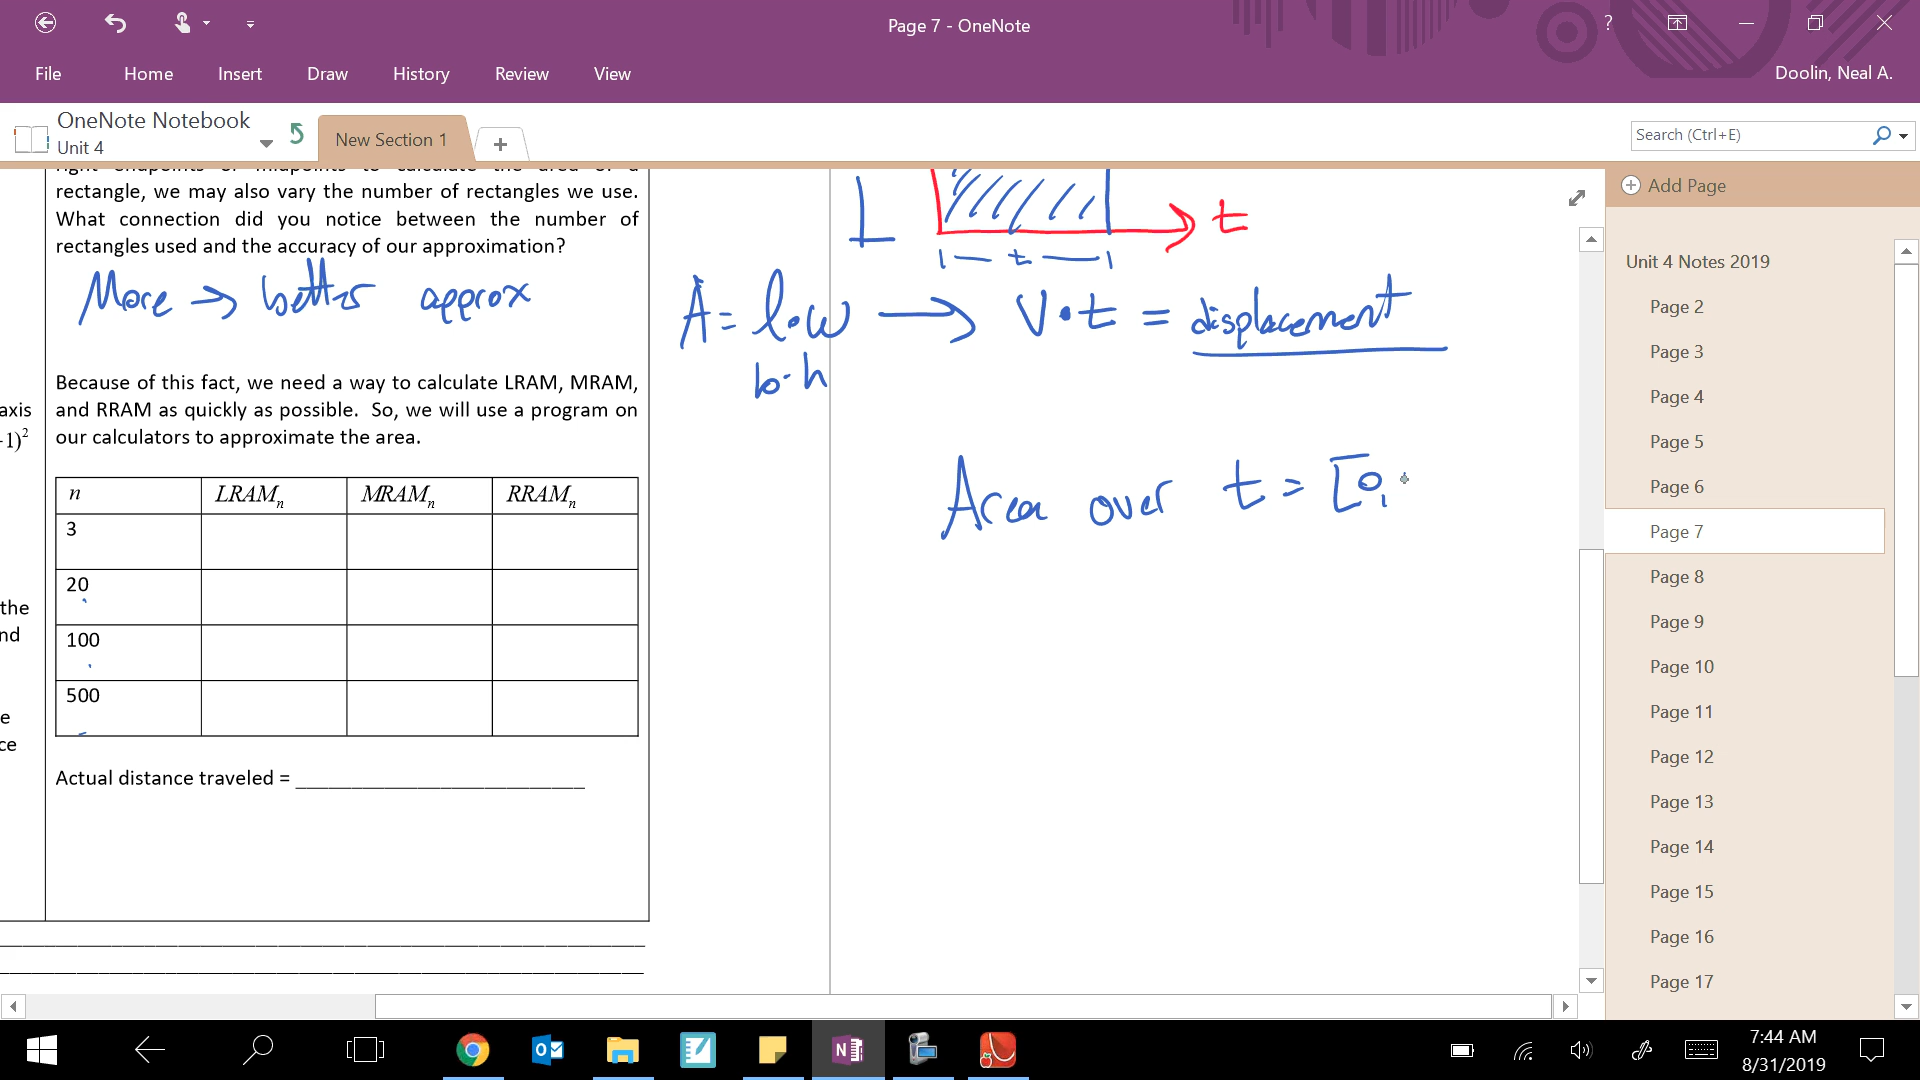 Page 7 - OneNote
?
File Home Insert Draw History Review View
Doolin, Neal A.
OneNote Notebook
Unit 4
New Section 1
+
Search (Ctrl+E)
rectangle, we may also vary the number of rectangles we use.
What connection did you notice between the number of
rectangles used and the accuracy of our approximation?
More → better approx
Because of this fact, we need a way to calculate LRAM, MRAM,
and RRAM as quickly as possible. So, we will use a program on
our calculators to approximate the area.
n LRAMn MRAMn RRAMn
3
20
100
500
Actual distance traveled =
axis
-1)²
the
nd
e
ce
t
t
A = l·w → V·t = displacement
b·h
Area over t = [0,
Add Page
Unit 4 Notes 2019
Page 2
Page 3
Page 4
Page 5
Page 6
Page 7
Page 8
Page 9
Page 10
Page 11
Page 12
Page 13
Page 14
Page 15
Page 16
Page 17
7:44 AM
8/31/2019